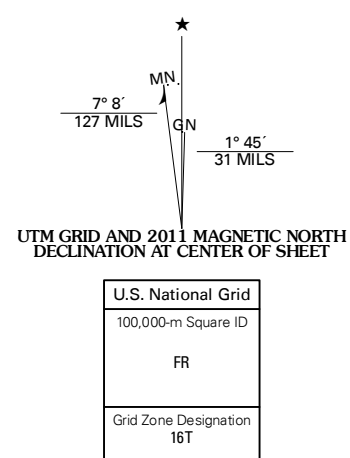 ★
MN
7° 8´
127 MILS
GN
1° 45´
31 MILS
UTM GRID AND 2011 MAGNETIC NORTH
DECLINATION AT CENTER OF SHEET
U.S. National Grid
100,000-m Square ID
FR
Grid Zone Designation
16T